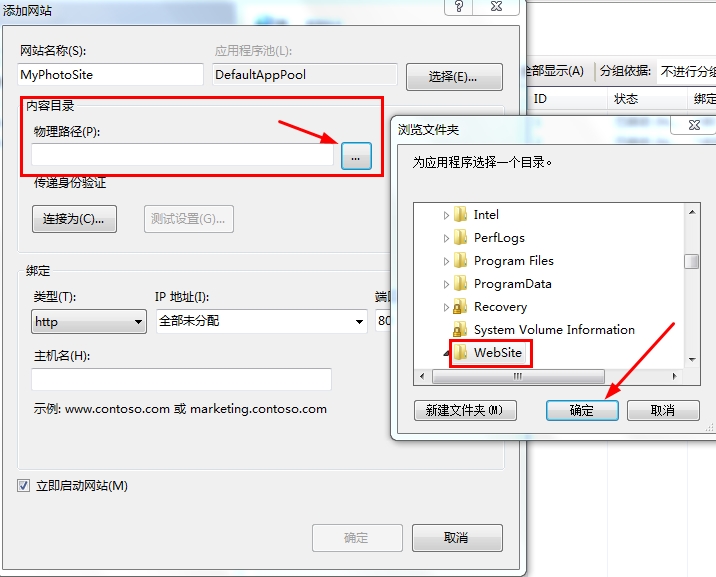 添加网站
网站名称(S):
应用程序池(L):
MyPhotoSite
DefaultAppPool
选择(E)...
内容目录
物理路径(P):
...
传递身份验证
连接为(C)...
测试设置(G)...
绑定
类型(T):
IP 地址(I):
http
全部未分配
80
主机名(H):
示例: www.contoso.com 或 marketing.contoso.com
立即启动网站(M)
确定
取消
全部显示(A)
分组依据:
不进行分组
ID
状态
绑定
浏览文件夹
为应用程序选择一个目录。
Intel
PerfLogs
Program Files
ProgramData
Recovery
System Volume Information
WebSite
新建文件夹(M)
确定
取消